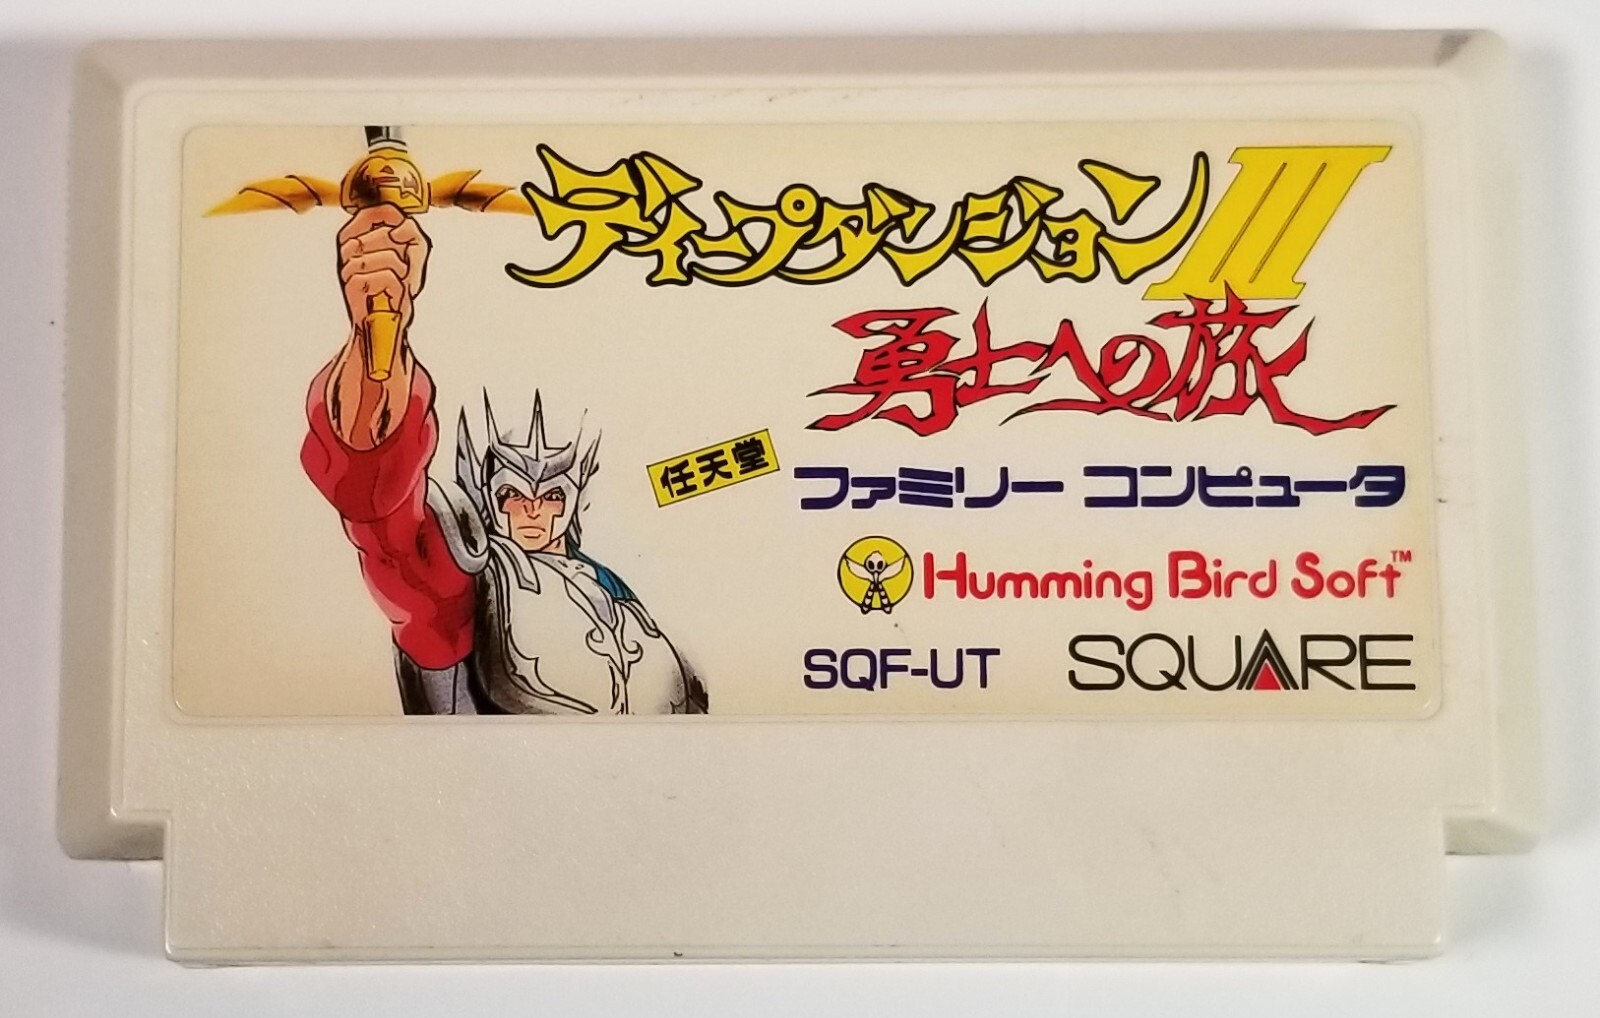 ディープダンジョンIII
勇士への旅
任天堂 ファミリー コンピュータ
Humming Bird Soft™
SQF-UT SQUARE